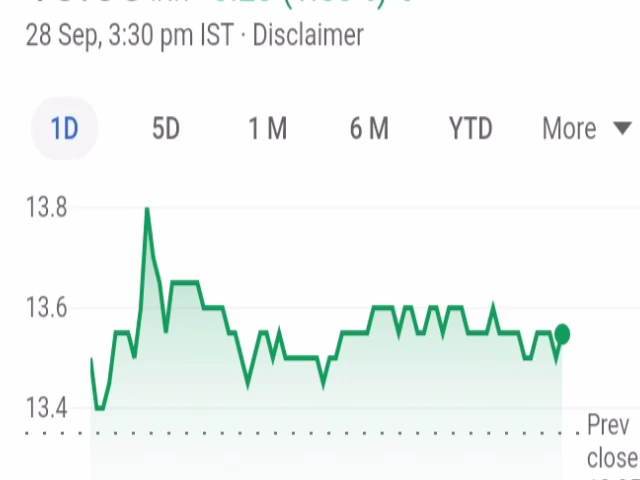 28 Sep, 3:30 pm IST · Disclaimer
1D 5D 1 M 6 M YTD More
13.8
13.6
13.4
Prev
close